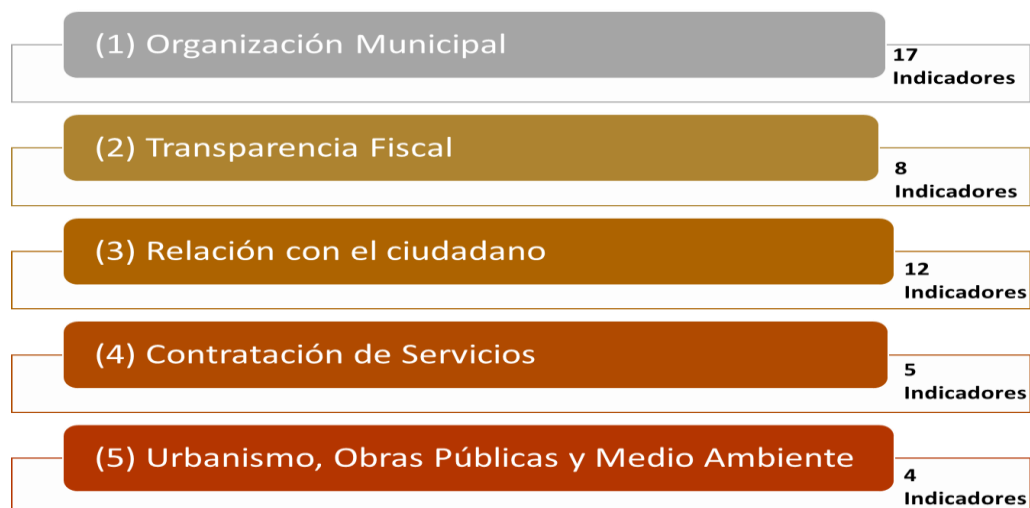 (1) Organización Municipal
17
Indicadores
(2) Transparencia Fiscal
8
Indicadores
(3) Relación con el ciudadano
12
Indicadores
(4) Contratación de Servicios
5
Indicadores
(5) Urbanismo, Obras Públicas y Medio Ambiente
4
Indicadores